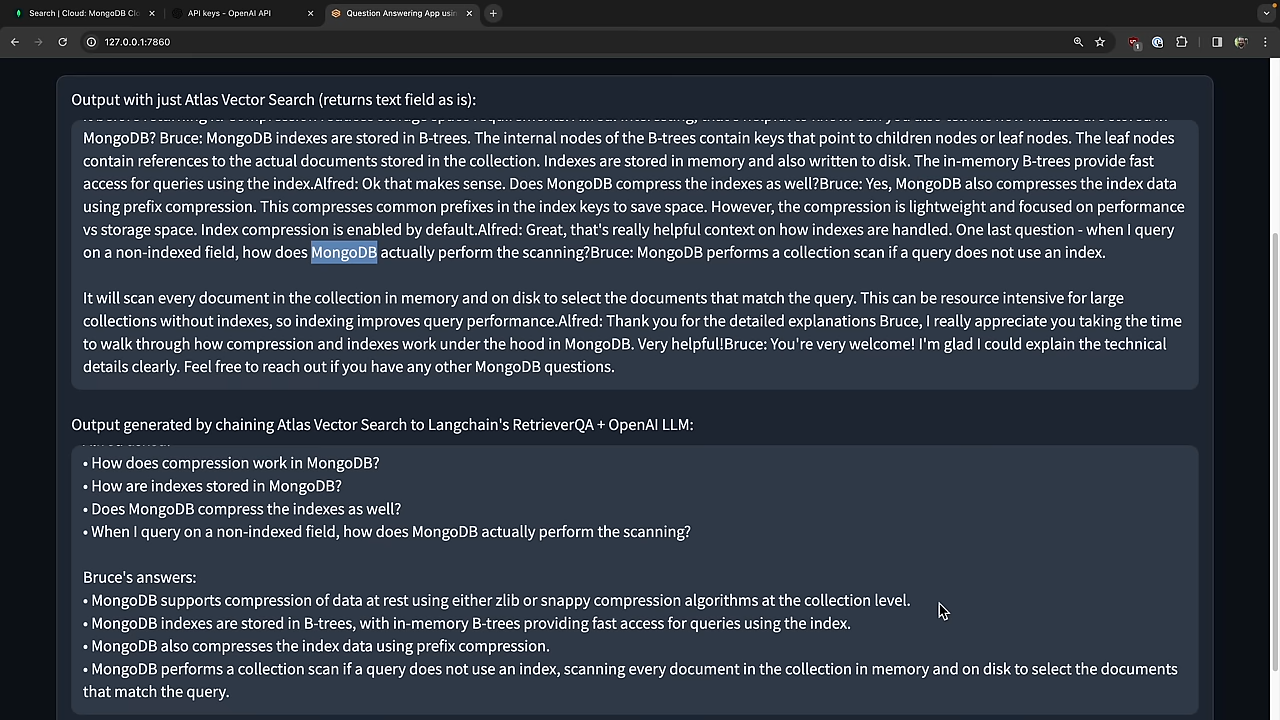 Search | Cloud: MongoDB Clo
API keys - OpenAI API
Question Answering App usin
127.0.0.1:7860
Output with just Atlas Vector Search (returns text field as is):
MongoDB? Bruce: MongoDB indexes are stored in B-trees. The internal nodes of the B-trees contain keys that point to children nodes or leaf nodes. The leaf nodes
contain references to the actual documents stored in the collection. Indexes are stored in memory and also written to disk. The in-memory B-trees provide fast
access for queries using the index.Alfred: Ok that makes sense. Does MongoDB compress the indexes as well?Bruce: Yes, MongoDB also compresses the index data
using prefix compression. This compresses common prefixes in the index keys to save space. However, the compression is lightweight and focused on performance
vs storage space. Index compression is enabled by default.Alfred: Great, that's really helpful context on how indexes are handled. One last question - when I query
on a non-indexed field, how does MongoDB actually perform the scanning?Bruce: MongoDB performs a collection scan if a query does not use an index.
It will scan every document in the collection in memory and on disk to select the documents that match the query. This can be resource intensive for large
collections without indexes, so indexing improves query performance.Alfred: Thank you for the detailed explanations Bruce, I really appreciate you taking the time
to walk through how compression and indexes work under the hood in MongoDB. Very helpful!Bruce: You're very welcome! I'm glad I could explain the technical
details clearly. Feel free to reach out if you have any other MongoDB questions.
Output generated by chaining Atlas Vector Search to Langchain's RetrieverQA + OpenAI LLM:
• How does compression work in MongoDB?
• How are indexes stored in MongoDB?
• Does MongoDB compress the indexes as well?
• When I query on a non-indexed field, how does MongoDB actually perform the scanning?
Bruce's answers:
• MongoDB supports compression of data at rest using either zlib or snappy compression algorithms at the collection level.
• MongoDB indexes are stored in B-trees, with in-memory B-trees providing fast access for queries using the index.
• MongoDB also compresses the index data using prefix compression.
• MongoDB performs a collection scan if a query does not use an index, scanning every document in the collection in memory and on disk to select the documents
that match the query.